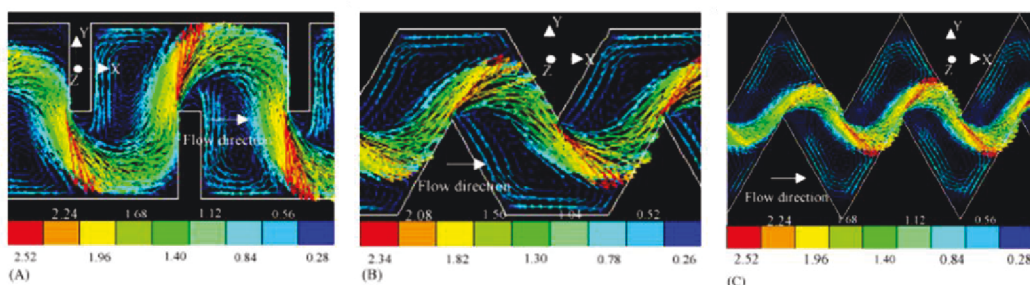 Y
Z X
Flow direction
2.24 1.68 1.12 0.56
2.52 1.96 1.40 0.84 0.28
(A)
Y
Z X
Flow direction
2.08 1.56 1.04 0.52
2.34 1.82 1.30 0.78 0.26
(B)
Y
Z X
Flow direction
2.24 1.68 1.12 0.56
2.52 1.96 1.40 0.84 0.28
(C)